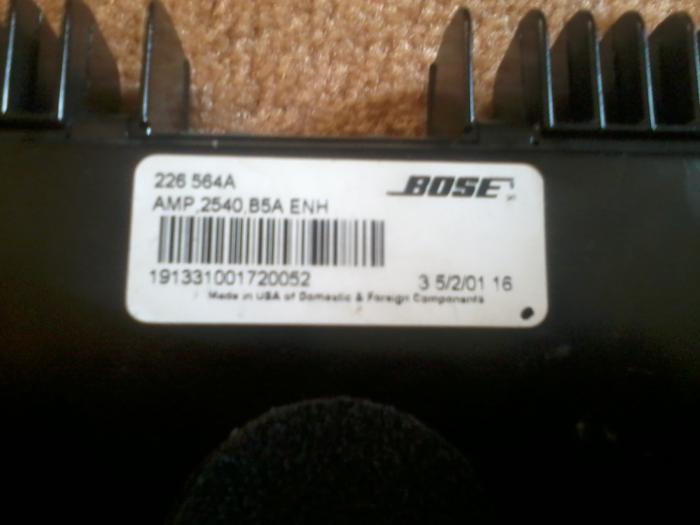 226 564A
BOSE
AMP,2540,B5A ENH
191331001720052
3 5/2/01 16
Made in USA of Domestic & Foreign Components